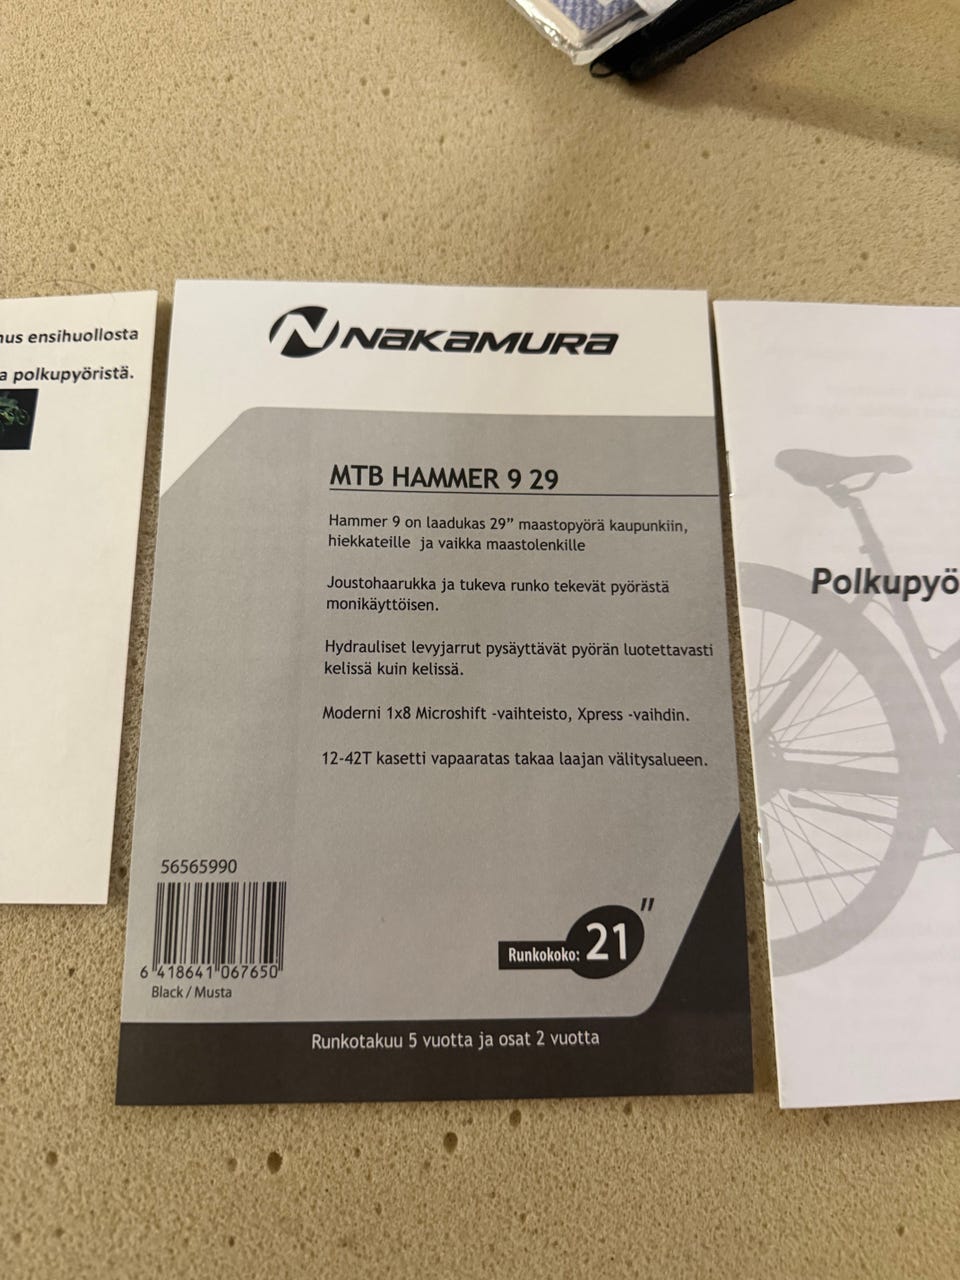 ensihuollosta
polkupyöristä.
NAKAMURA
MTB HAMMER 9 29
Hammer 9 on laadukas 29” maastopyörä kaupunkiin,
hiekkateille ja vaikka maastolenkille
Joustohaarukka ja tukeva runko tekevät pyörästä
monikäyttöisen.
Hydrauliset levyjarrut pysäyttävät pyörän luotettavasti
kelissä kuin kelissä.
Moderni 1x8 Microshift -vaihteisto, Xpress -vaihdin.
12-42T kasetti vapaaratas takaa laajan välitysalueen.
56565990
6 418641 067650
Black / Musta
Runkokoko: 21”
Runkotakuu 5 vuotta ja osat 2 vuotta
Polkupyö